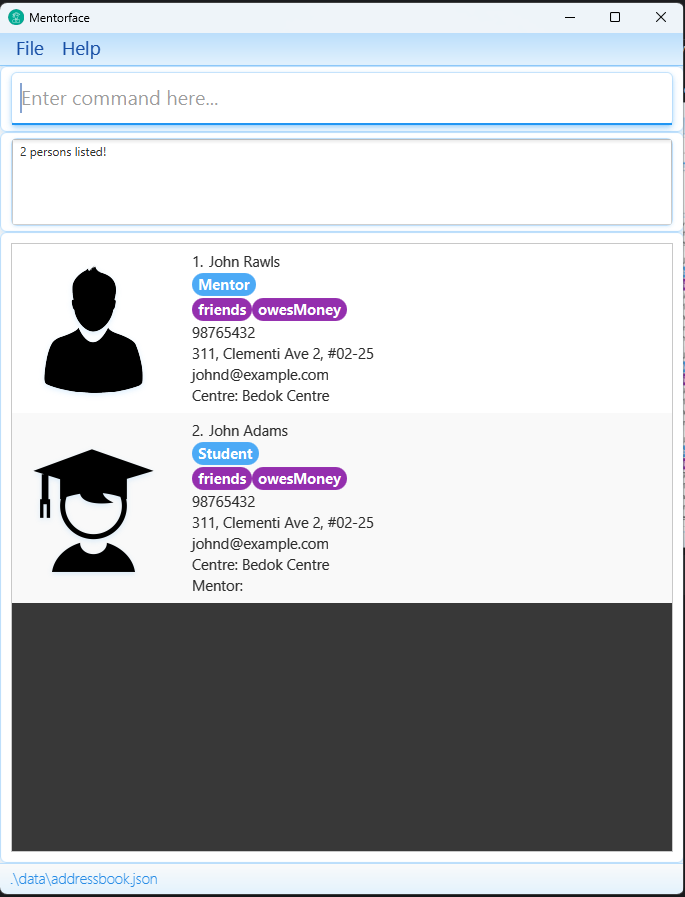 Mentorface
File Help
Enter command here...
2 persons listed!
1. John Rawls
Mentor
friends owesMoney
98765432
311, Clementi Ave 2, #02-25
johnd@example.com
Centre: Bedok Centre
2. John Adams
Student
friends owesMoney
98765432
311, Clementi Ave 2, #02-25
johnd@example.com
Centre: Bedok Centre
Mentor:
.\data\addressbook.json